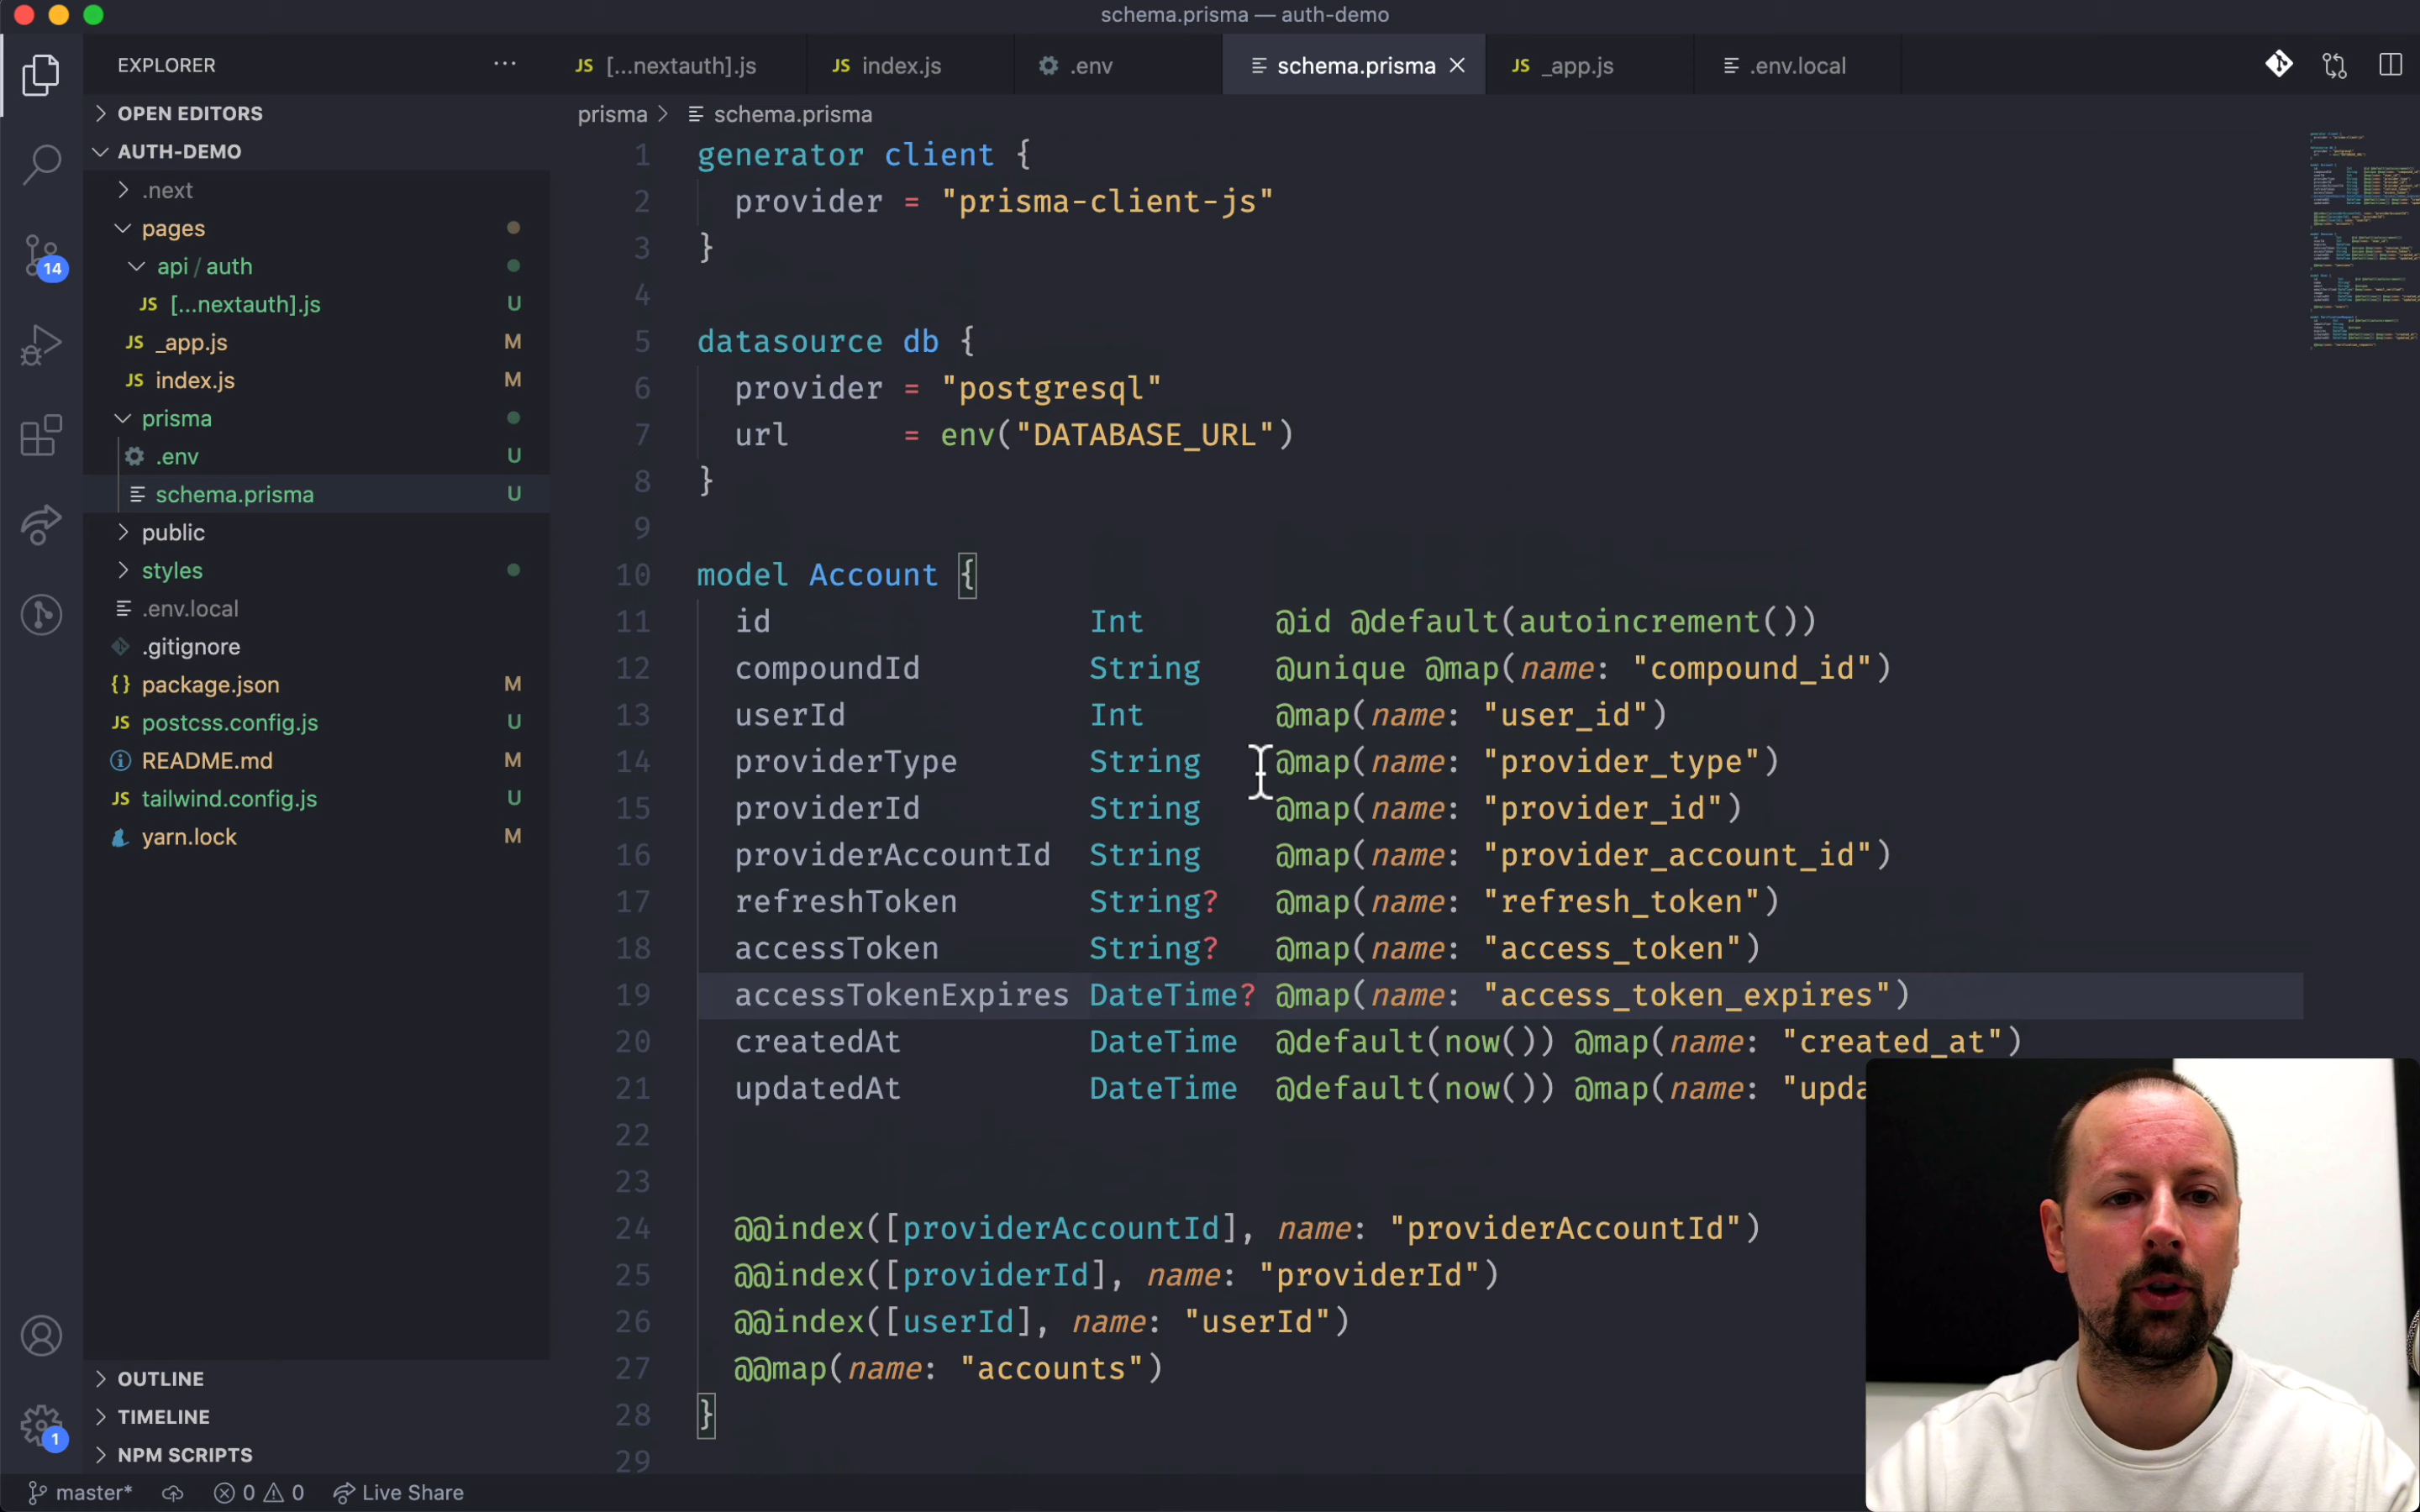 schema.prisma — auth-demo
EXPLORER
···
JS [...nextauth].js
JS index.js
.env
schema.prisma
JS _app.js
.env.local
OPEN EDITORS
AUTH-DEMO
prisma > schema.prisma
.next
pages
api / auth
JS [...nextauth].js U
JS _app.js M
JS index.js M
prisma
.env U
schema.prisma U
public
styles
.env.local
.gitignore
{} package.json M
JS postcss.config.js U
README.md M
JS tailwind.config.js U
yarn.lock M
14
OUTLINE
TIMELINE
NPM SCRIPTS
1
1 generator client {
2 provider = "prisma-client-js"
3 }
4
5 datasource db {
6 provider = "postgresql"
7 url = env("DATABASE_URL")
8 }
9
10 model Account {
11 id Int @id @default(autoincrement())
12 compoundId String @unique @map(name: "compound_id")
13 userId Int @map(name: "user_id")
14 providerType String @map(name: "provider_type")
15 providerId String @map(name: "provider_id")
16 providerAccountId String @map(name: "provider_account_id")
17 refreshToken String? @map(name: "refresh_token")
18 accessToken String? @map(name: "access_token")
19 accessTokenExpires DateTime? @map(name: "access_token_expires")
20 createdAt DateTime @default(now()) @map(name: "created_at")
21 updatedAt DateTime @default(now()) @map(name: "upda
22
23
24 @@index([providerAccountId], name: "providerAccountId")
25 @@index([providerId], name: "providerId")
26 @@index([userId], name: "userId")
27 @@map(name: "accounts")
28 }
29
master* 0 0 Live Share